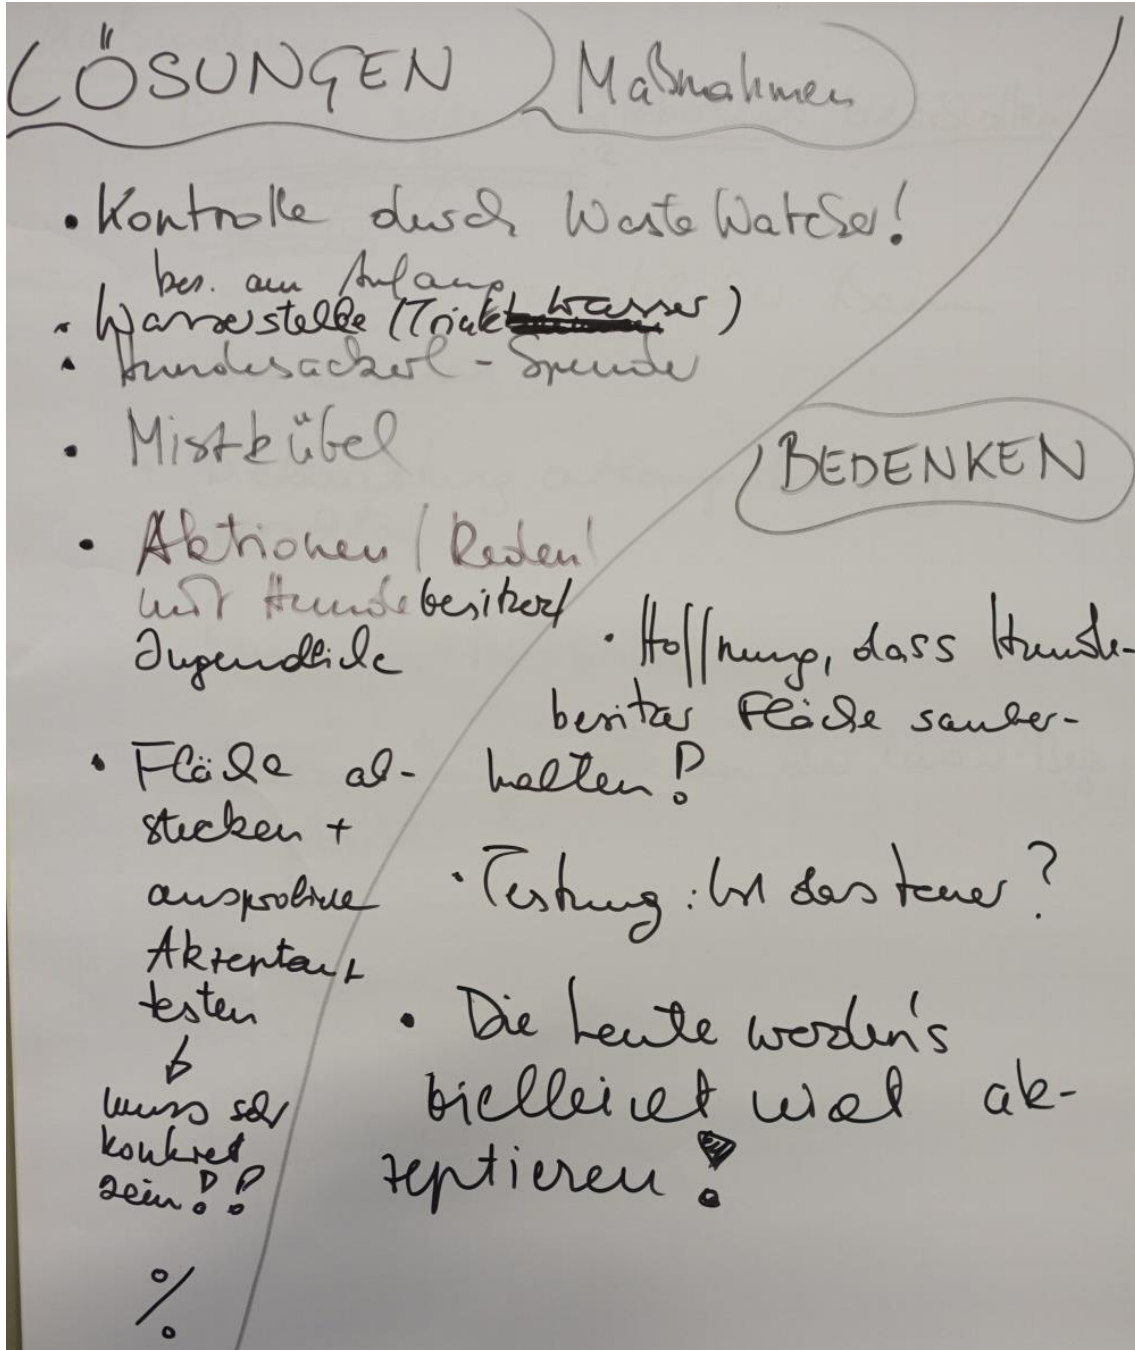 LÖSUNGEN Maßnahmen
• Kontrolle durch Waste Watcher!
bes. am Anfang
• Wasserstelle (Trinkwasser)
• Hundesackerl - Spender
• Mistkübel
• Aktionen / Reden!
mit Hundebesitzer/
Jugendliche
• Fläche ab-
stecken +
ausprobieren
Akzeptanz
testen
↓
muss sehr
konkret
sein!!
%
BEDENKEN
• Hoffnung, dass Hunde-
besitzer Fläche sauber-
halten!
• Testung: Ist das teuer?
• Die Leute werden's
vielleicht nicht ak-
zeptieren!